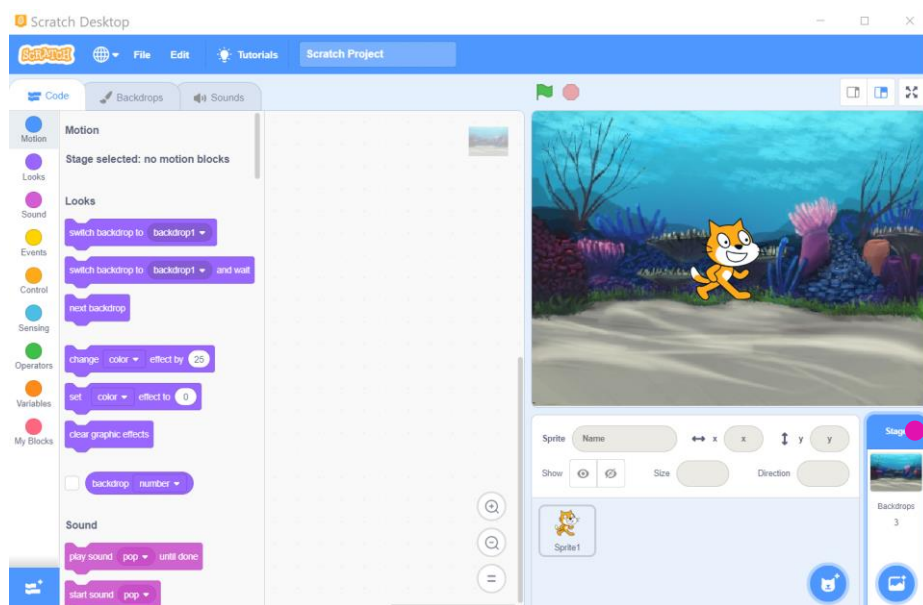 Scratch Desktop
SCRATCH File Edit Tutorials Scratch Project
Code Backdrops Sounds
Motion
Looks
Sound
Events
Control
Sensing
Operators
Variables
My Blocks
Motion
Stage selected: no motion blocks
Looks
switch backdrop to backdrop1
switch backdrop to backdrop1 and wait
next backdrop
change color effect by 25
set color effect to 0
clear graphic effects
backdrop number
Sound
play sound pop until done
start sound pop
Sprite Name x x y y
Show Size Direction
Sprite1
Backdrops
3